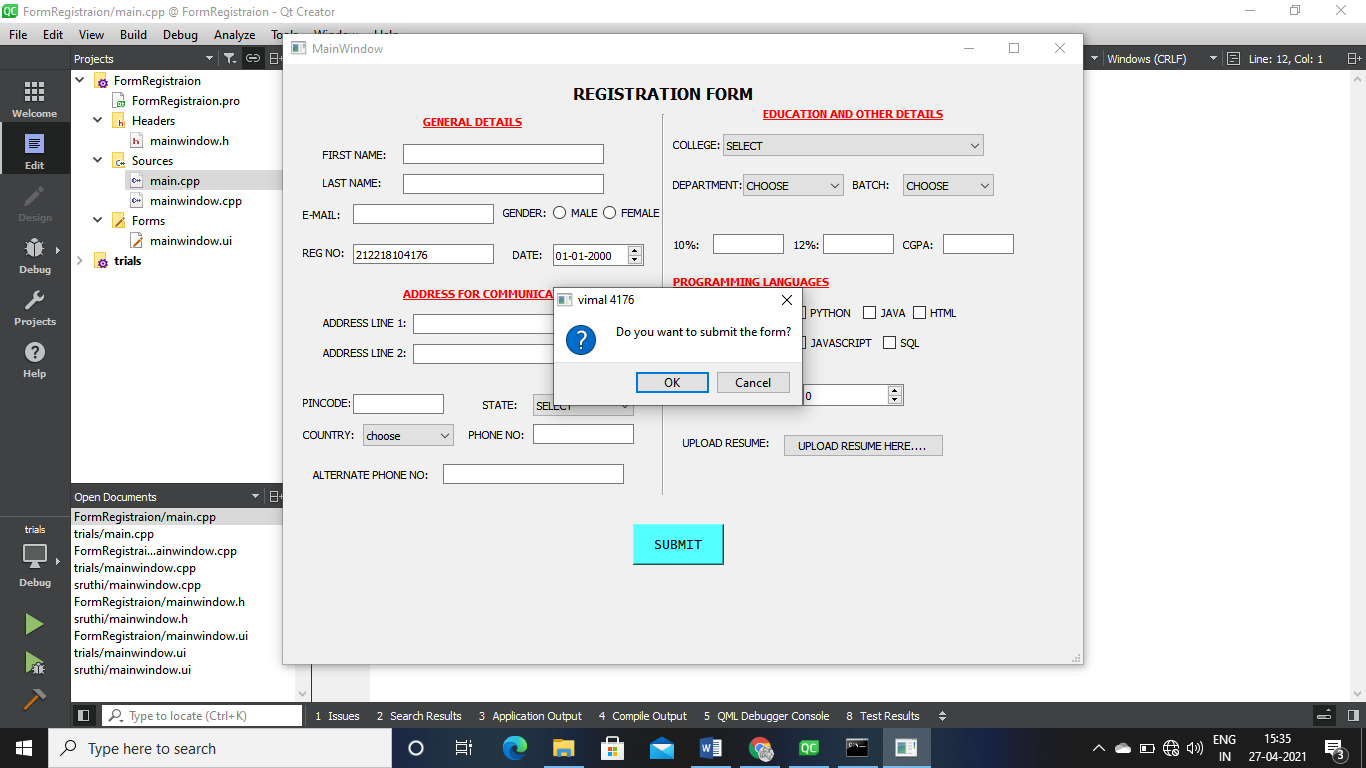 FormRegistraion/main.cpp @ FormRegistraion - Qt Creator
File Edit View Build Debug Analyze
MainWindow
Projects
Windows (CRLF)
Line: 12, Col: 1
Welcome
Edit
Design
Debug
Projects
Help
FormRegistraion
FormRegistraion.pro
Headers
mainwindow.h
Sources
main.cpp
mainwindow.cpp
Forms
mainwindow.ui
trials
REGISTRATION FORM
GENERAL DETAILS
FIRST NAME:
LAST NAME:
E-MAIL:
GENDER: MALE FEMALE
REG NO: 212218104176
DATE: 01-01-2000
ADDRESS FOR COMMUNICA
ADDRESS LINE 1:
ADDRESS LINE 2:
PINCODE:
STATE: SELECT
COUNTRY: choose
PHONE NO:
ALTERNATE PHONE NO:
EDUCATION AND OTHER DETAILS
COLLEGE: SELECT
DEPARTMENT: CHOOSE BATCH: CHOOSE
10%: 12%: CGPA:
PROGRAMMING LANGUAGES
PYTHON JAVA HTML
JAVASCRIPT SQL
0
UPLOAD RESUME: UPLOAD RESUME HERE....
SUBMIT
vimal 4176
Do you want to submit the form?
OK Cancel
Open Documents
FormRegistraion/main.cpp
trials/main.cpp
FormRegistrai...ainwindow.cpp
trials/mainwindow.cpp
sruthi/mainwindow.cpp
FormRegistraion/mainwindow.h
sruthi/mainwindow.h
FormRegistraion/mainwindow.ui
trials/mainwindow.ui
sruthi/mainwindow.ui
trials
Debug
Type to locate (Ctrl+K)
1 Issues 2 Search Results 3 Application Output 4 Compile Output 5 QML Debugger Console 8 Test Results
Type here to search
ENG
IN
15:35
27-04-2021
3